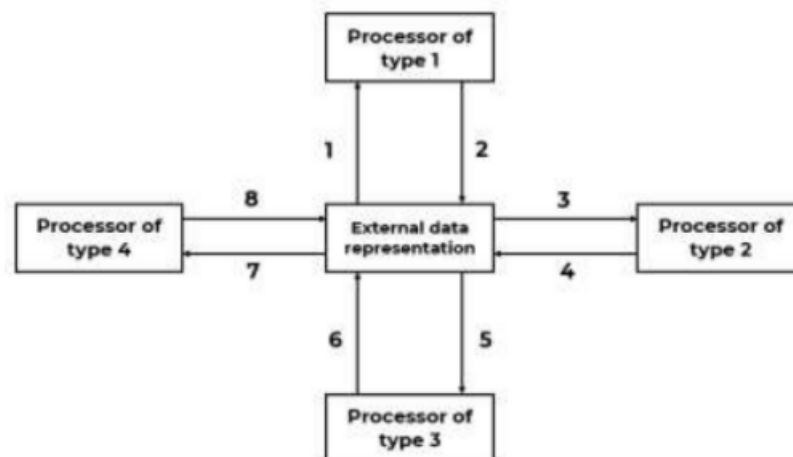 Processor of
type 1
1
2
8
3
Processor of
type 4
External data
representation
Processor of
type 2
7
4
6
5
Processor of
type 3